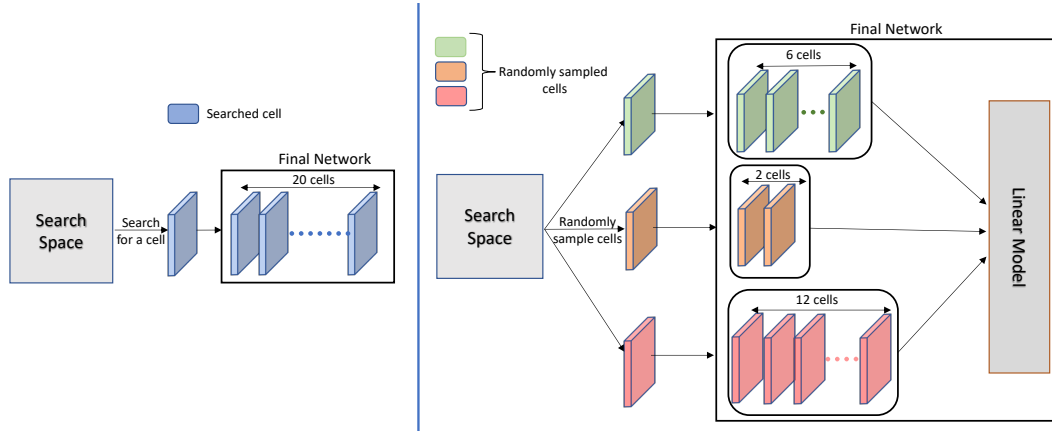 Searched cell
Final Network
20 cells
Search
Space
Search
for a cell
Randomly sampled
cells
Final Network
6 cells
2 cells
12 cells
Search
Space
Randomly
sample cells
Linear Model